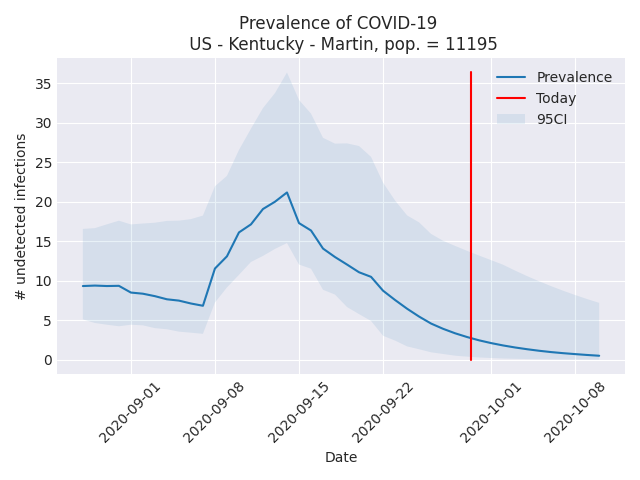 Prevalence of COVID-19
US - Kentucky - Martin, pop. = 11195
Prevalence
Today
95CI
# undetected infections
35
30
25
20
15
10
5
0
2020-09-01
2020-09-08
2020-09-15
2020-09-22
2020-10-01
2020-10-08
Date